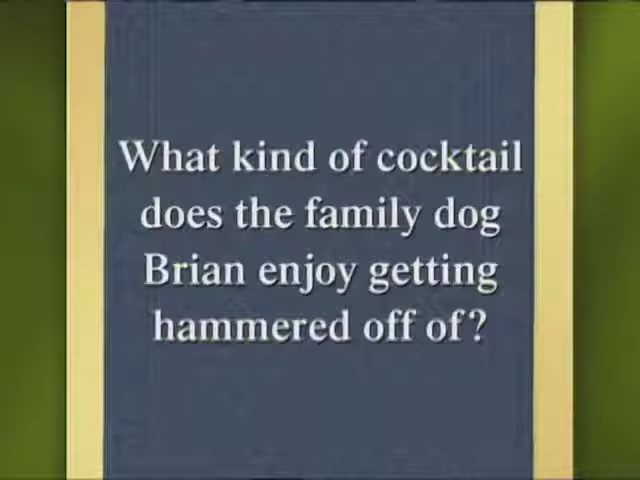 What kind of cocktail
does the family dog
Brian enjoy getting
hammered off of?